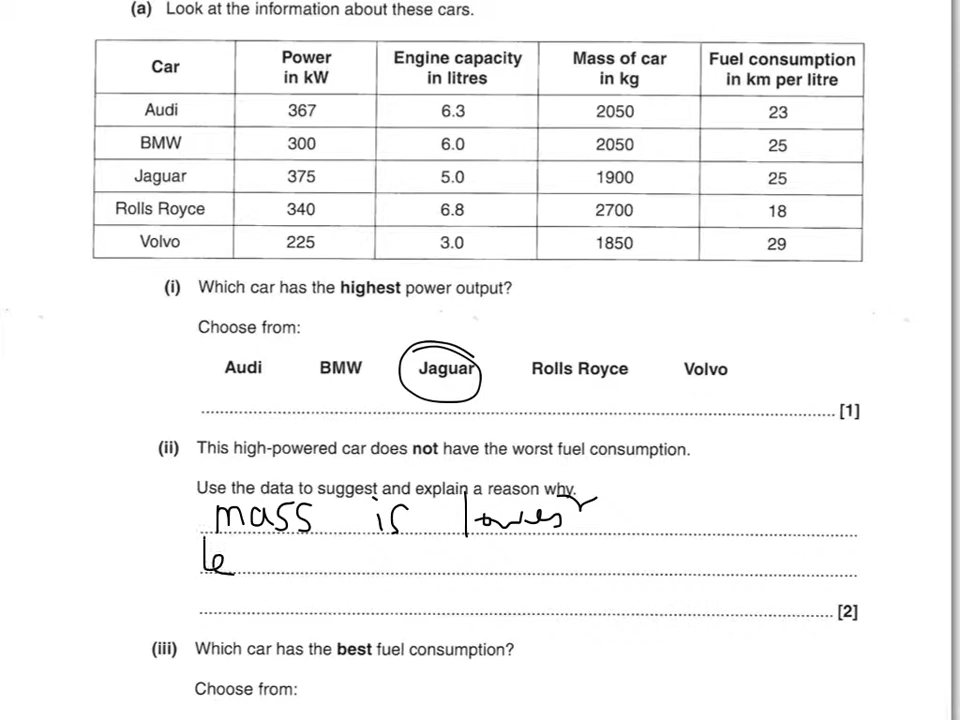 (a) Look at the information about these cars.
Car Power in kW Engine capacity in litres Mass of car in kg Fuel consumption in km per litre
Audi 367 6.3 2050 23
BMW 300 6.0 2050 25
Jaguar 375 5.0 1900 25
Rolls Royce 340 6.8 2700 18
Volvo 225 3.0 1850 29
(i) Which car has the highest power output?
Choose from:
Audi BMW Jaguar Rolls Royce Volvo
[1]
(ii) This high-powered car does not have the worst fuel consumption.
Use the data to suggest and explain a reason why.
mass is
[2]
(iii) Which car has the best fuel consumption?
Choose from: